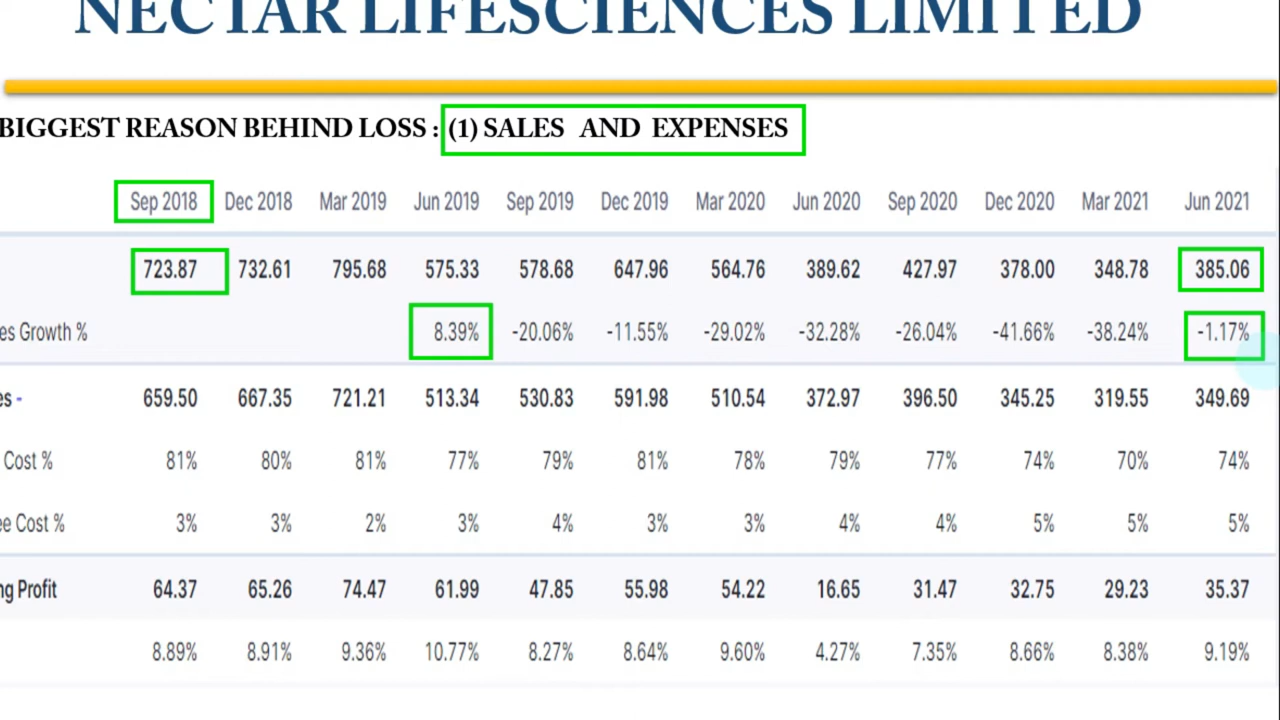 NECTAR LIFESCIENCES LIMITED
BIGGEST REASON BEHIND LOSS : (1) SALES AND EXPENSES
Sep 2018 Dec 2018 Mar 2019 Jun 2019 Sep 2019 Dec 2019 Mar 2020 Jun 2020 Sep 2020 Dec 2020 Mar 2021 Jun 2021
723.87 732.61 795.68 575.33 578.68 647.96 564.76 389.62 427.97 378.00 348.78 385.06
es Growth % 8.39% -20.06% -11.55% -29.02% -32.28% -26.04% -41.66% -38.24% -1.17%
es - 659.50 667.35 721.21 513.34 530.83 591.98 510.54 372.97 396.50 345.25 319.55 349.69
Cost % 81% 80% 81% 77% 79% 81% 78% 79% 77% 74% 70% 74%
ee Cost % 3% 3% 2% 3% 4% 3% 3% 4% 4% 5% 5% 5%
ng Profit 64.37 65.26 74.47 61.99 47.85 55.98 54.22 16.65 31.47 32.75 29.23 35.37
8.89% 8.91% 9.36% 10.77% 8.27% 8.64% 9.60% 4.27% 7.35% 8.66% 8.38% 9.19%